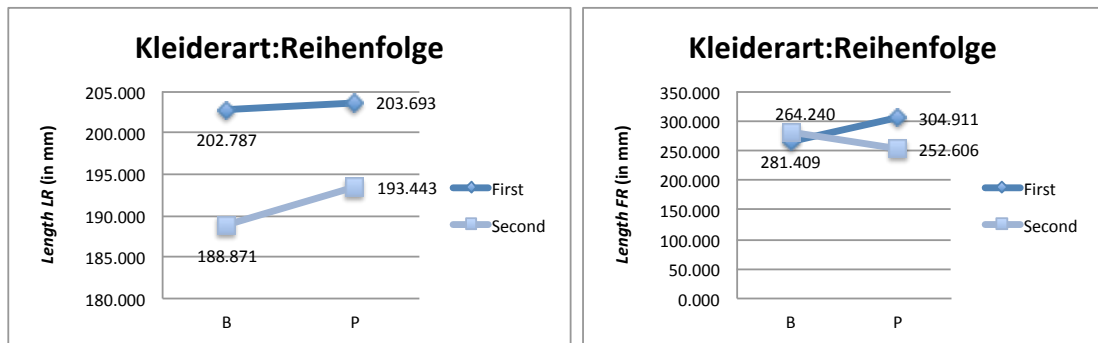 Kleiderart:Reihenfolge
Length LR (in mm)
205.000
200.000
195.000
190.000
185.000
180.000
202.787
203.693
188.871
193.443
B
P
First
Second
Kleiderart:Reihenfolge
Length FR (in mm)
350.000
300.000
250.000
200.000
150.000
100.000
50.000
0.000
264.240
304.911
281.409
252.606
B
P
First
Second